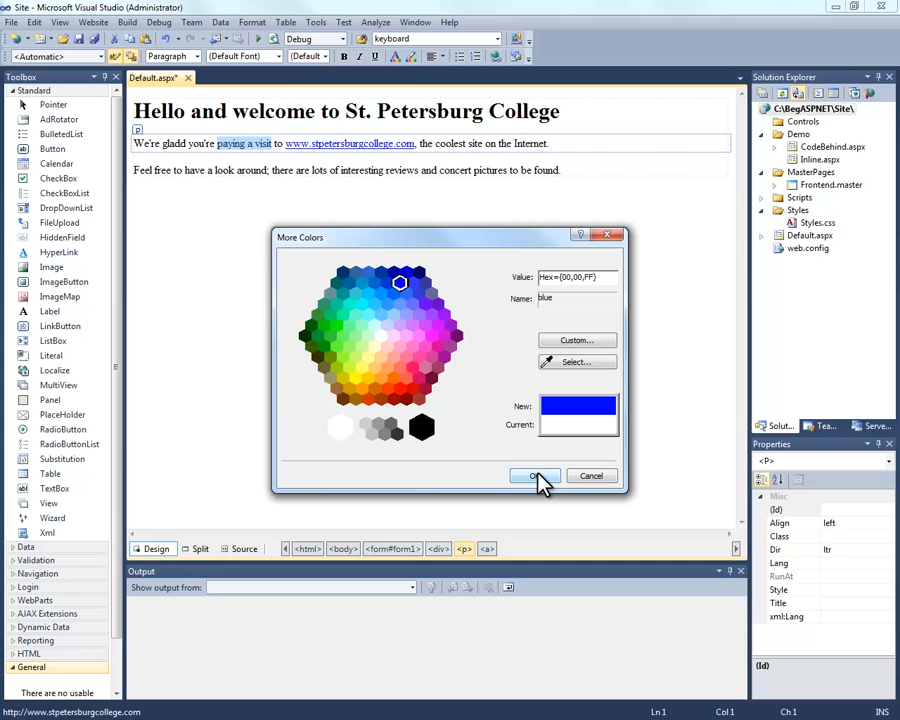 Site - Microsoft Visual Studio (Administrator)
File Edit View Website Build Debug Team Data Format Table Tools Test Analyze Window Help
Debug keyboard
<Automatic> Paragraph (Default Font) (Default
Toolbox
Standard
Pointer
AdRotator
BulletedList
Button
Calendar
CheckBox
CheckBoxList
DropDownList
FileUpload
HiddenField
HyperLink
Image
ImageButton
ImageMap
Label
LinkButton
ListBox
Literal
Localize
MultiView
Panel
PlaceHolder
RadioButton
RadioButtonList
Substitution
Table
TextBox
View
Wizard
Xml
Data
Validation
Navigation
Login
WebParts
AJAX Extensions
Dynamic Data
Reporting
HTML
General
There are no usable
Default.aspx*
Hello and welcome to St. Petersburg College
p
We're gladd you're paying a visit to www.stpetersburgcollege.com, the coolest site on the Internet.
Feel free to have a look around; there are lots of interesting reviews and concert pictures to be found.
More Colors
Value: Hex={00,00,FF}
Name: blue
Custom...
Select...
New:
Current:
Cancel
Design Split Source <html> <body> <form#form1> <div> <p> <a>
Output
Show output from:
Solution Explorer
C:\BegASPNET\Site\
Controls
Demo
CodeBehind.aspx
Inline.aspx
MasterPages
Frontend.master
Scripts
Styles
Styles.css
Default.aspx
web.config
Solut... Tea... Serve...
Properties
<P>
Misc
(Id)
Align left
Class
Dir ltr
Lang
RunAt
Style
Title
xml:Lang
(Id)
http://www.stpetersburgcollege.com Ln 1 Col 1 Ch 1 INS